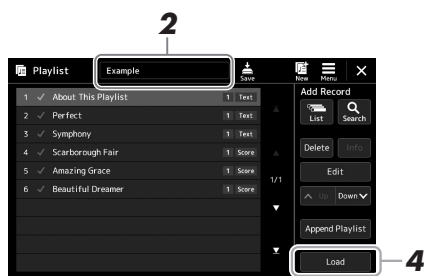 2
Playlist Example Save New Menu
1 About This Playlist 1 Text
2 Perfect 1 Text
3 Symphony 1 Text
4 Scarborough Fair 1 Score
5 Amazing Grace 1 Score
6 Beautiful Dreamer 1 Score
1/1
Add Record
List Search
Delete Info
Edit
Up Down
Append Playlist
Load
4